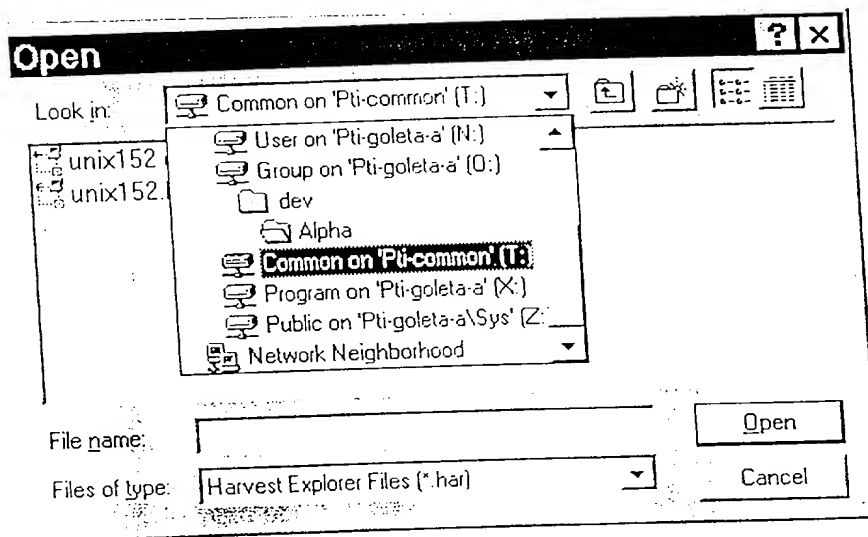 Open
Look in: Common on 'Pti-common' (T:)
User on 'Pti-goleta-a' (N:)
unix152
Group on 'Pti-goleta-a' (O:)
unix152.
dev
Alpha
Common on 'Pti-common' (T:
Program on 'Pti-goleta-a' (X:)
Public on 'Pti-goleta-a\Sys' (Z:
Network Neighborhood
File name: Open
Files of type: Harvest Explorer Files (*.har) Cancel